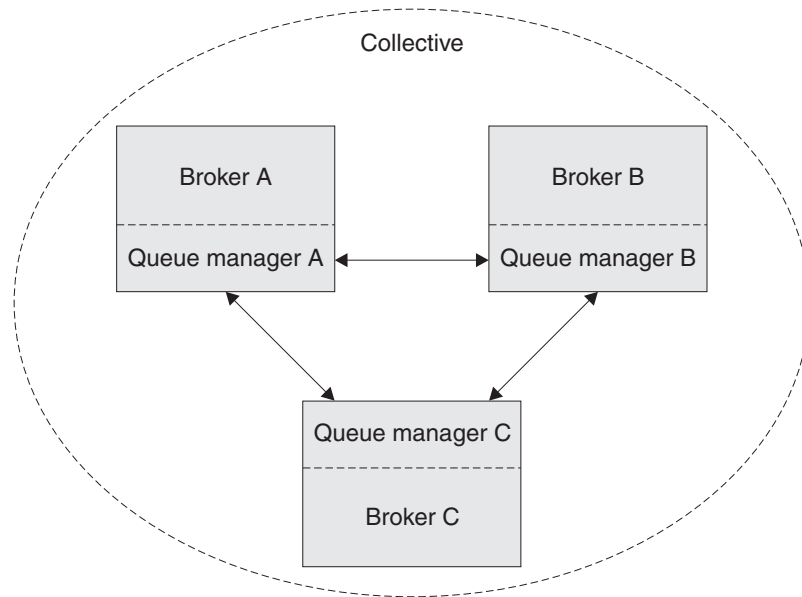 Collective
Broker A
Broker B
Queue manager A
Queue manager B
Queue manager C
Broker C